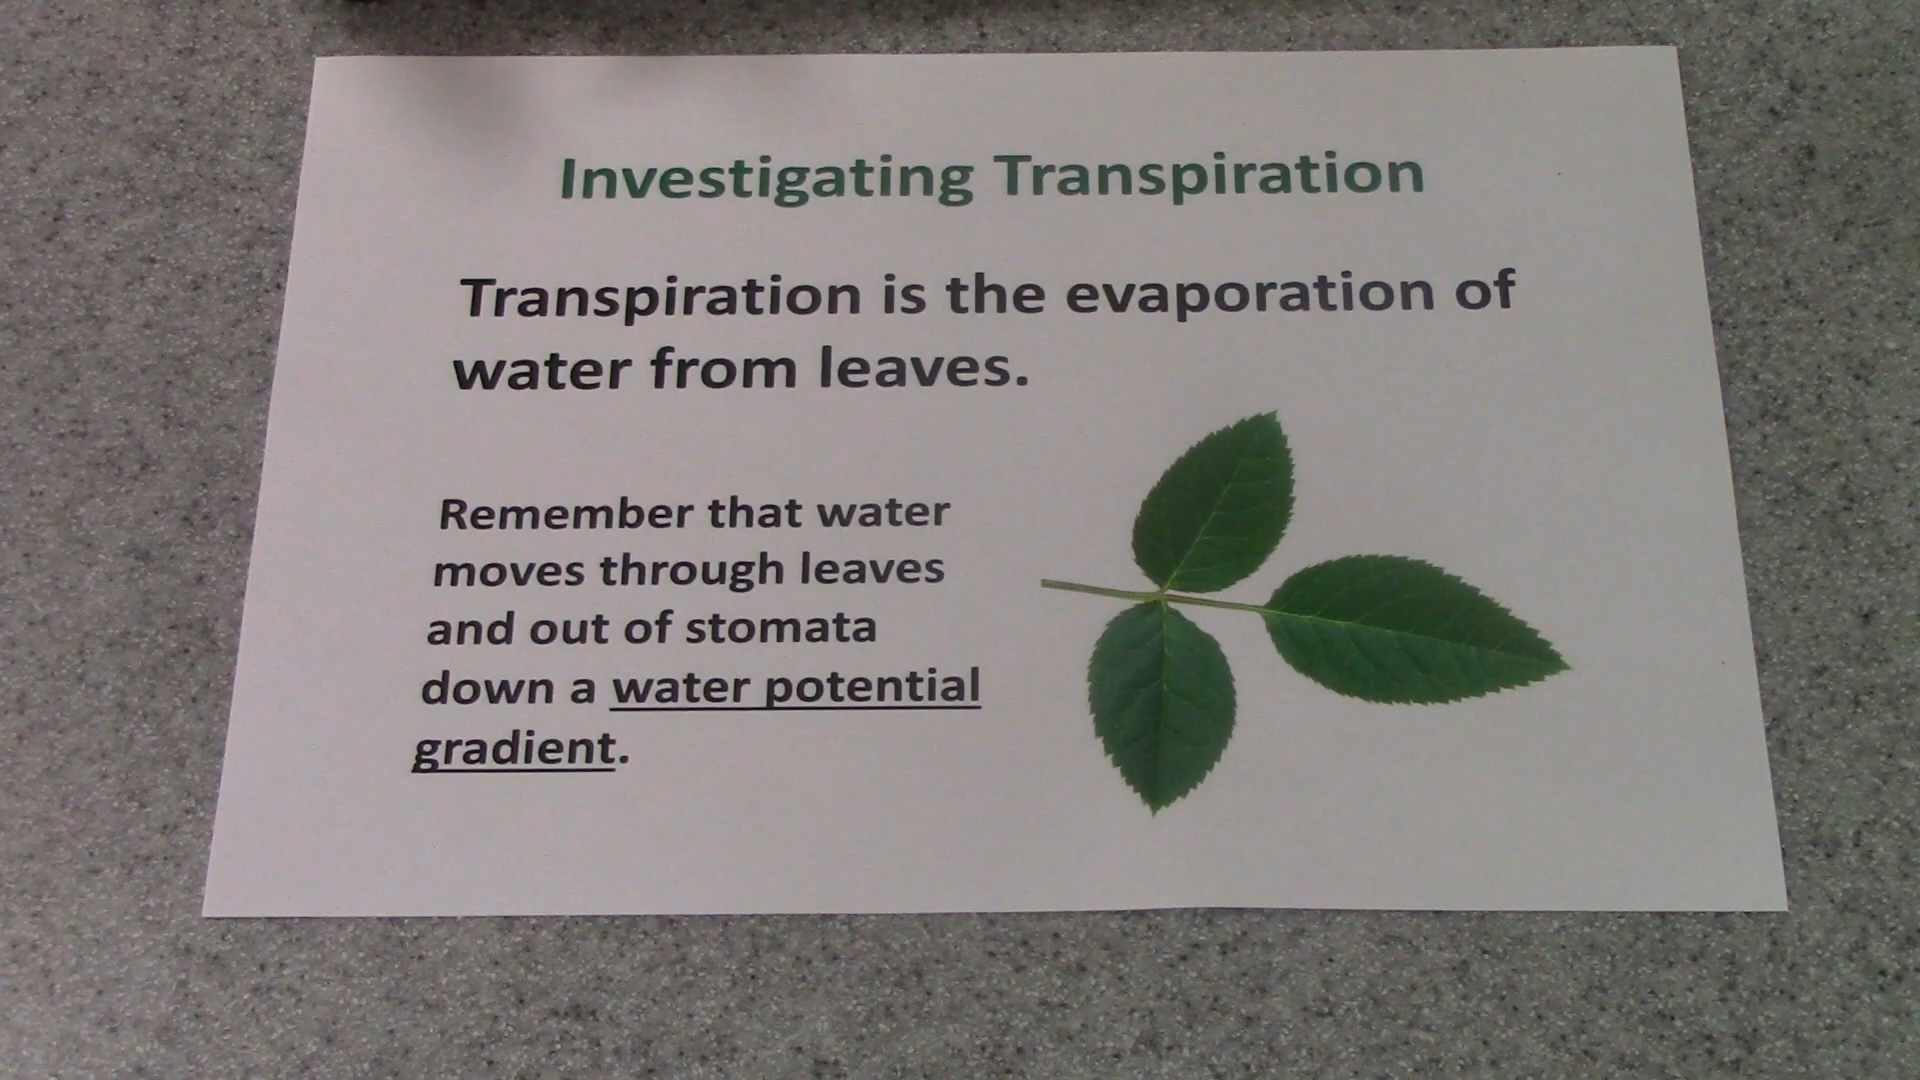 Investigating Transpiration
Transpiration is the evaporation of
water from leaves.
Remember that water
moves through leaves
and out of stomata
down a water potential
gradient.